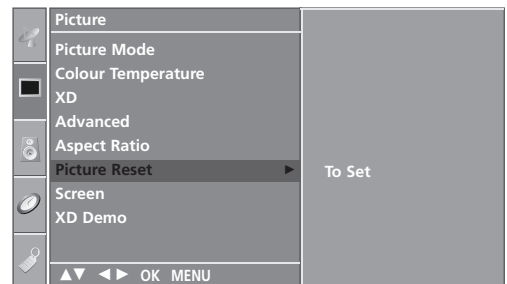 Picture
Picture Mode
Colour Temperature
XD
Advanced
Aspect Ratio
Picture Reset ▶ To Set
Screen
XD Demo
▲▼ ◀▶ OK MENU